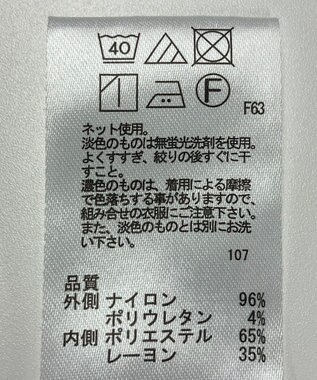 40
F
F63
ネット使用。
淡色のものは無蛍光洗剤を使用。
よくすすぎ、絞りの後すぐに干
すこと。
濃色のものは、着用による摩擦
で色落ちする事がありますので、
組み合せの衣服にご注意下さい。
また、淡色のものとは別にお洗
い下さい。
107
品質
外側 ナイロン 96%
ポリウレタン 4%
内側 ポリエステル 65%
レーヨン 35%